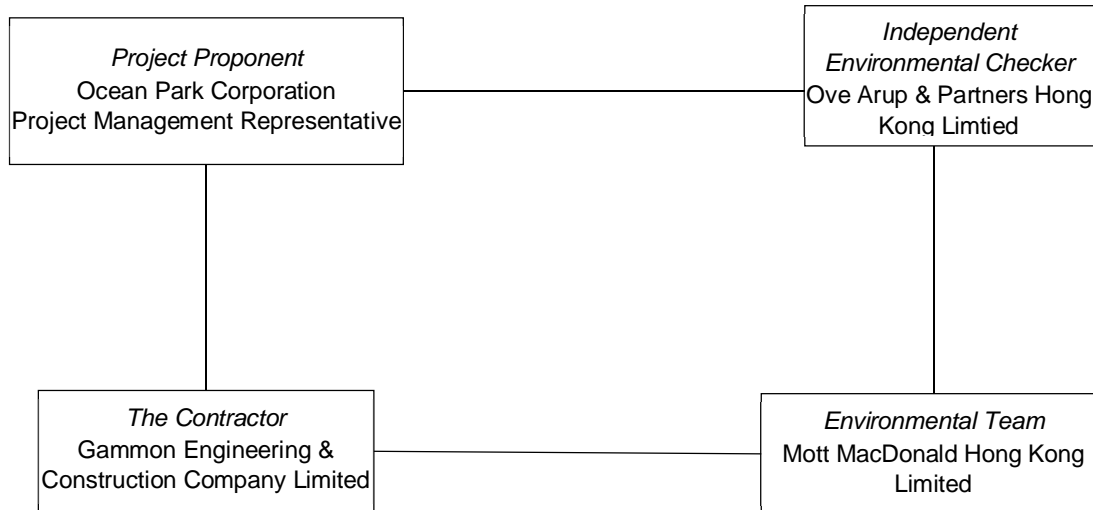 Project Proponent
Ocean Park Corporation
Project Management Representative
Independent
Environmental Checker
Ove Arup & Partners Hong
Kong Limtied
The Contractor
Gammon Engineering &
Construction Company Limited
Environmental Team
Mott MacDonald Hong Kong
Limited